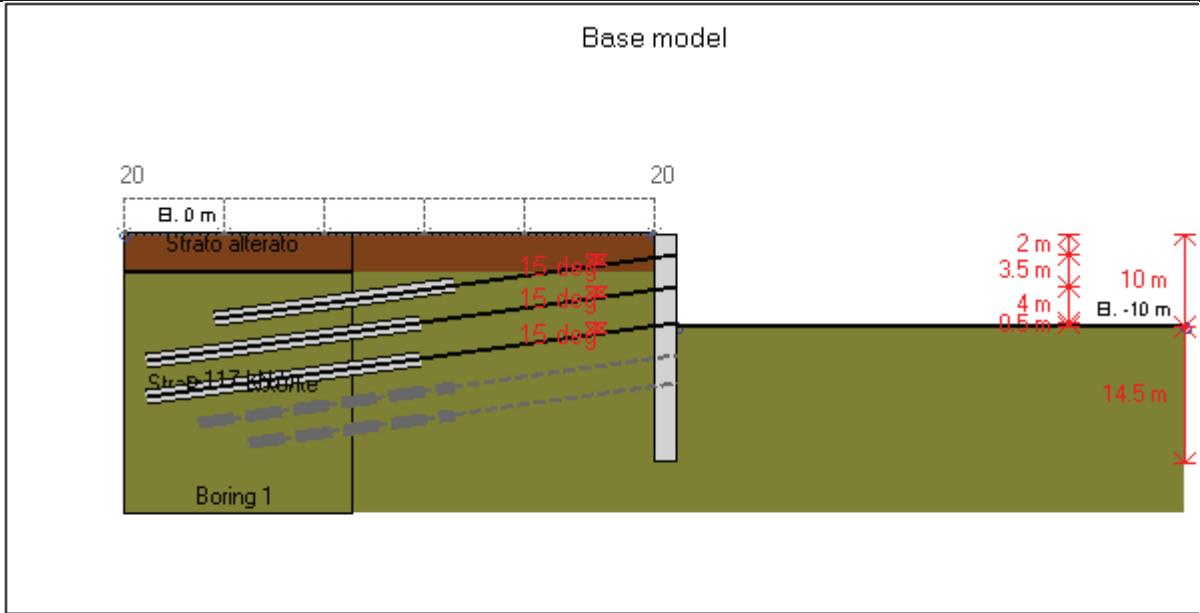 Base model
20
20
El. 0 m
Strato alterato
15 deg
15 deg
15 deg
2 m
3.5 m
4 m
0.5 m
10 m
El. -10 m
14.5 m
Boring 1